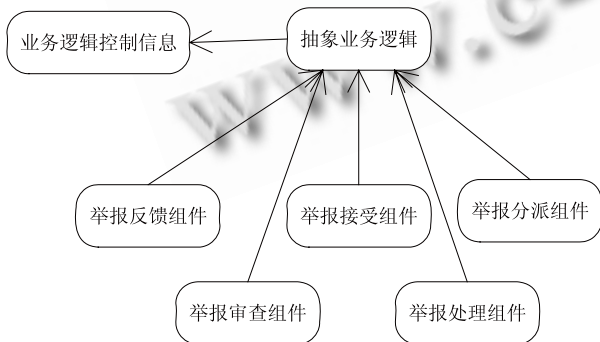 业务逻辑控制信息
抽象业务逻辑
举报反馈组件
举报接受组件
举报分派组件
举报审查组件
举报处理组件